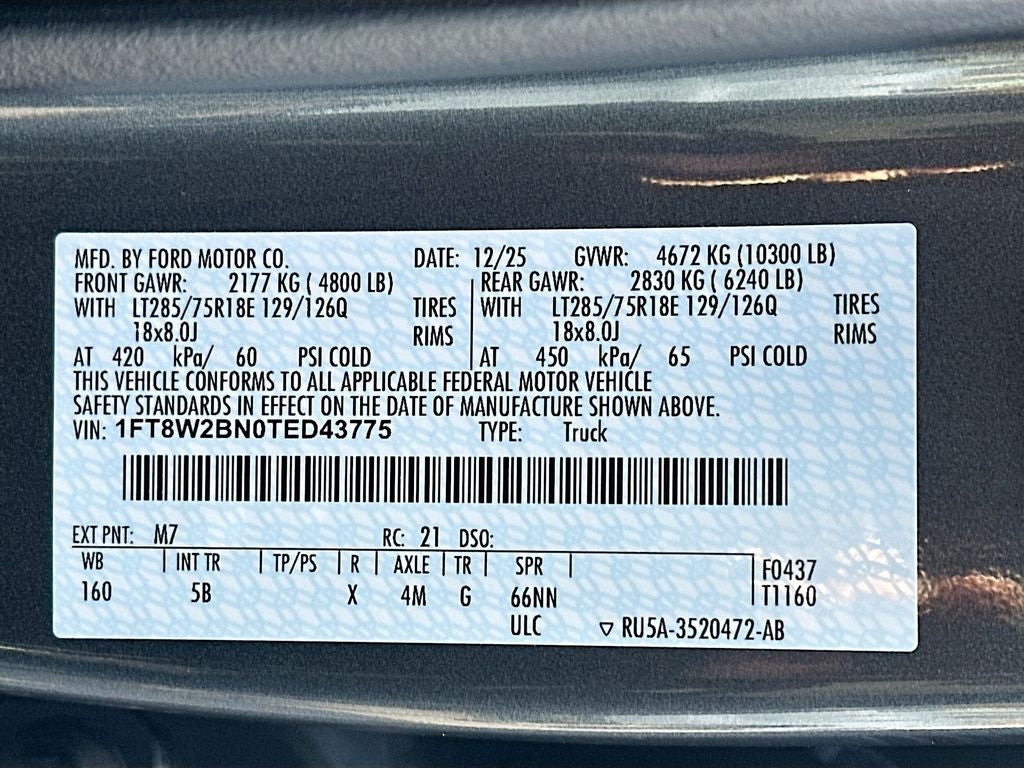 MFD. BY FORD MOTOR CO. DATE: 12/25 GVWR: 4672 KG (10300 LB)
FRONT GAWR: 2177 KG ( 4800 LB) REAR GAWR: 2830 KG ( 6240 LB)
WITH LT285/75R18E 129/126Q TIRES WITH LT285/75R18E 129/126Q TIRES
18x8.0J RIMS 18x8.0J RIMS
AT 420 kPa/ 60 PSI COLD AT 450 kPa/ 65 PSI COLD
THIS VEHICLE CONFORMS TO ALL APPLICABLE FEDERAL MOTOR VEHICLE
SAFETY STANDARDS IN EFFECT ON THE DATE OF MANUFACTURE SHOWN ABOVE.
VIN: 1FT8W2BN0TED43775 TYPE: Truck
EXT PNT: M7 RC: 21 DSO:
WB INT TR TP/PS R AXLE TR SPR F0437
160 5B X 4M G 66NN T1160
ULC ▽ RU5A-3520472-AB